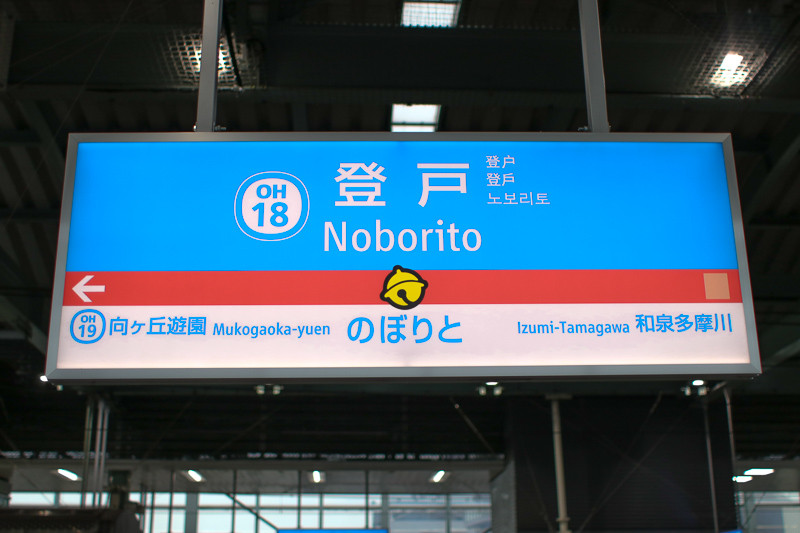 OH
18
登戸
Noborito
登户
登戶
노보리토
OH
19
向ヶ丘遊園 Mukogaoka-yuen
のぼりと
Izumi-Tamagawa 和泉多摩川